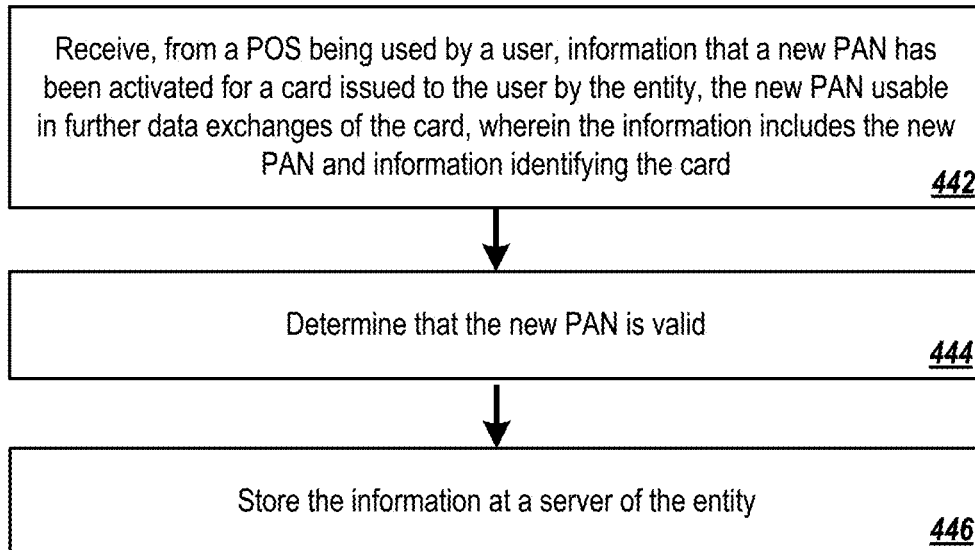 Receive, from a POS being used by a user, information that a new PAN has
been activated for a card issued to the user by the entity, the new PAN usable
in further data exchanges of the card, wherein the information includes the new
PAN and information identifying the card
442
Determine that the new PAN is valid
444
Store the information at a server of the entity
446